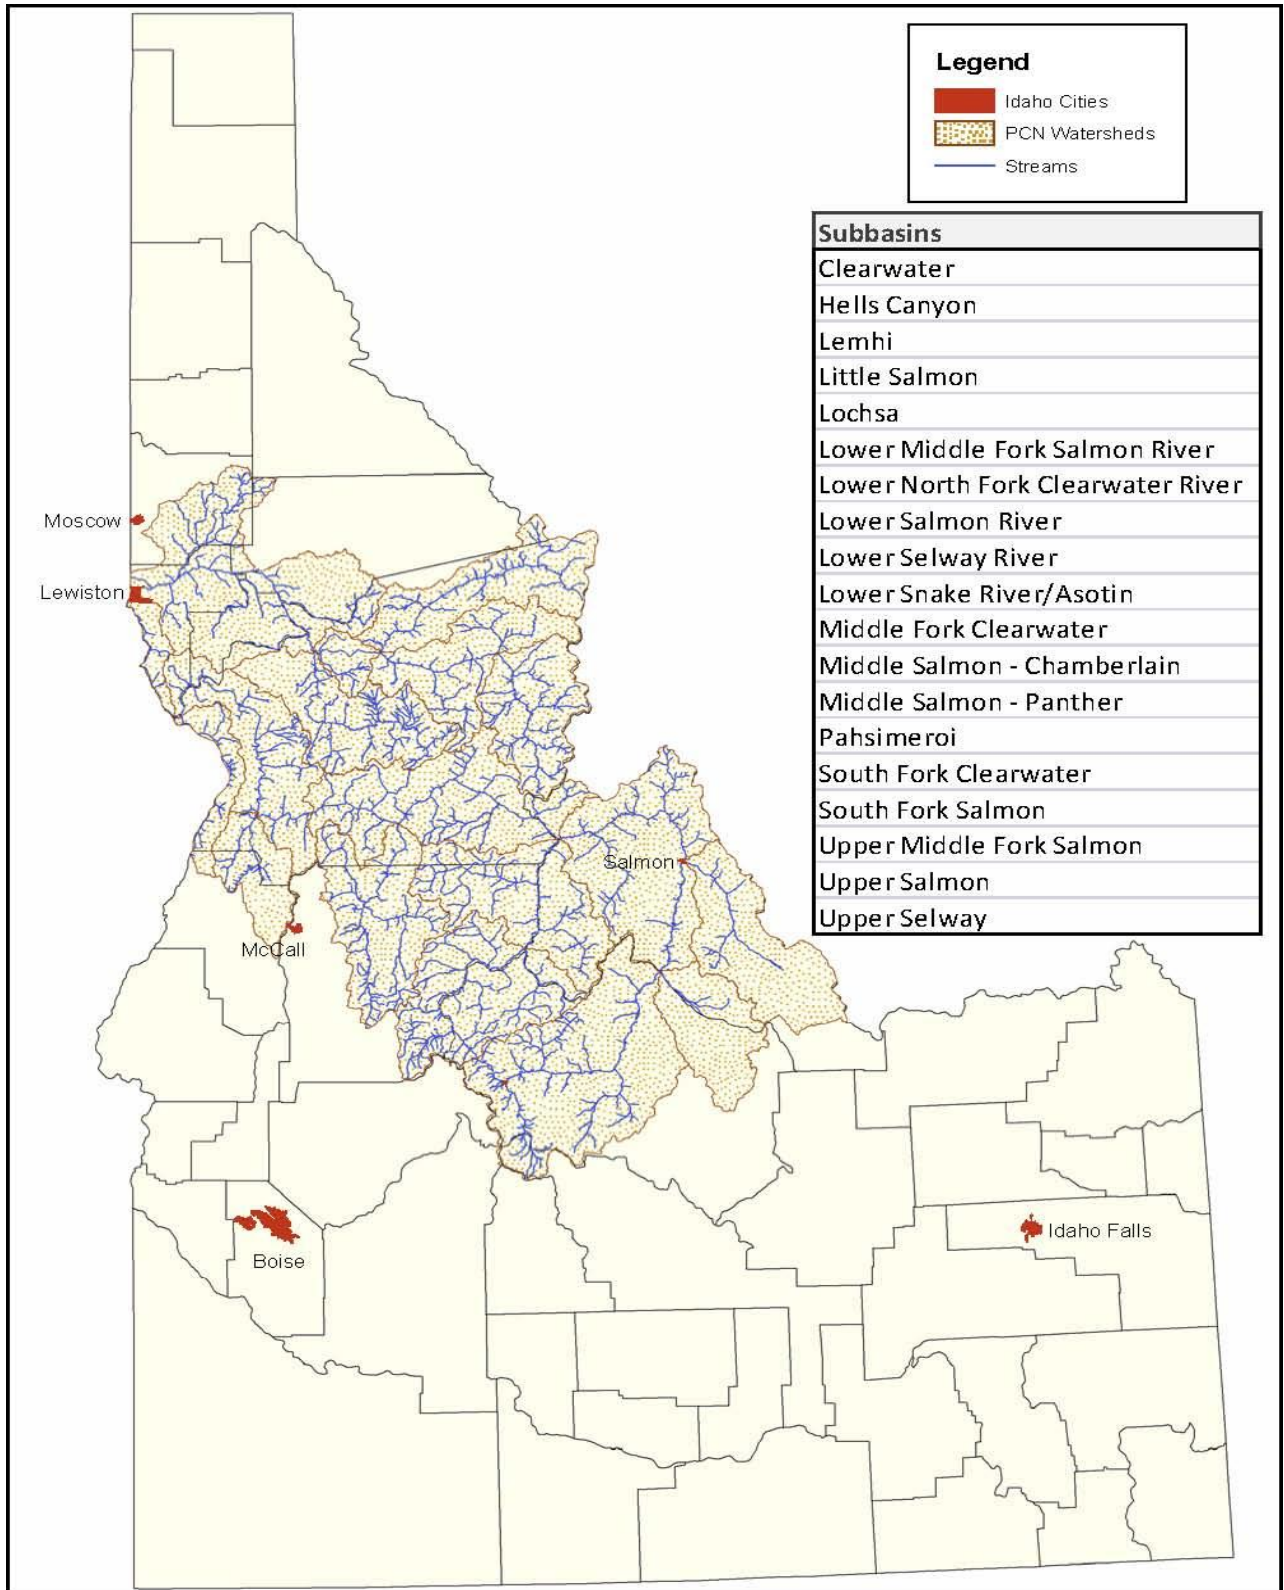 Legend
Idaho Cities
PCN Watersheds
Streams
Subbasins
Clearwater
Hells Canyon
Lemhi
Little Salmon
Lochsa
Lower Middle Fork Salmon River
Lower North Fork Clearwater River
Lower Salmon River
Lower Selway River
Lower Snake River/Asotin
Middle Fork Clearwater
Middle Salmon - Chamberlain
Middle Salmon - Panther
Pahsimeroi
South Fork Clearwater
South Fork Salmon
Upper Middle Fork Salmon
Upper Salmon
Upper Selway
Moscow
Lewiston
Salmon
McCall
Boise
Idaho Falls